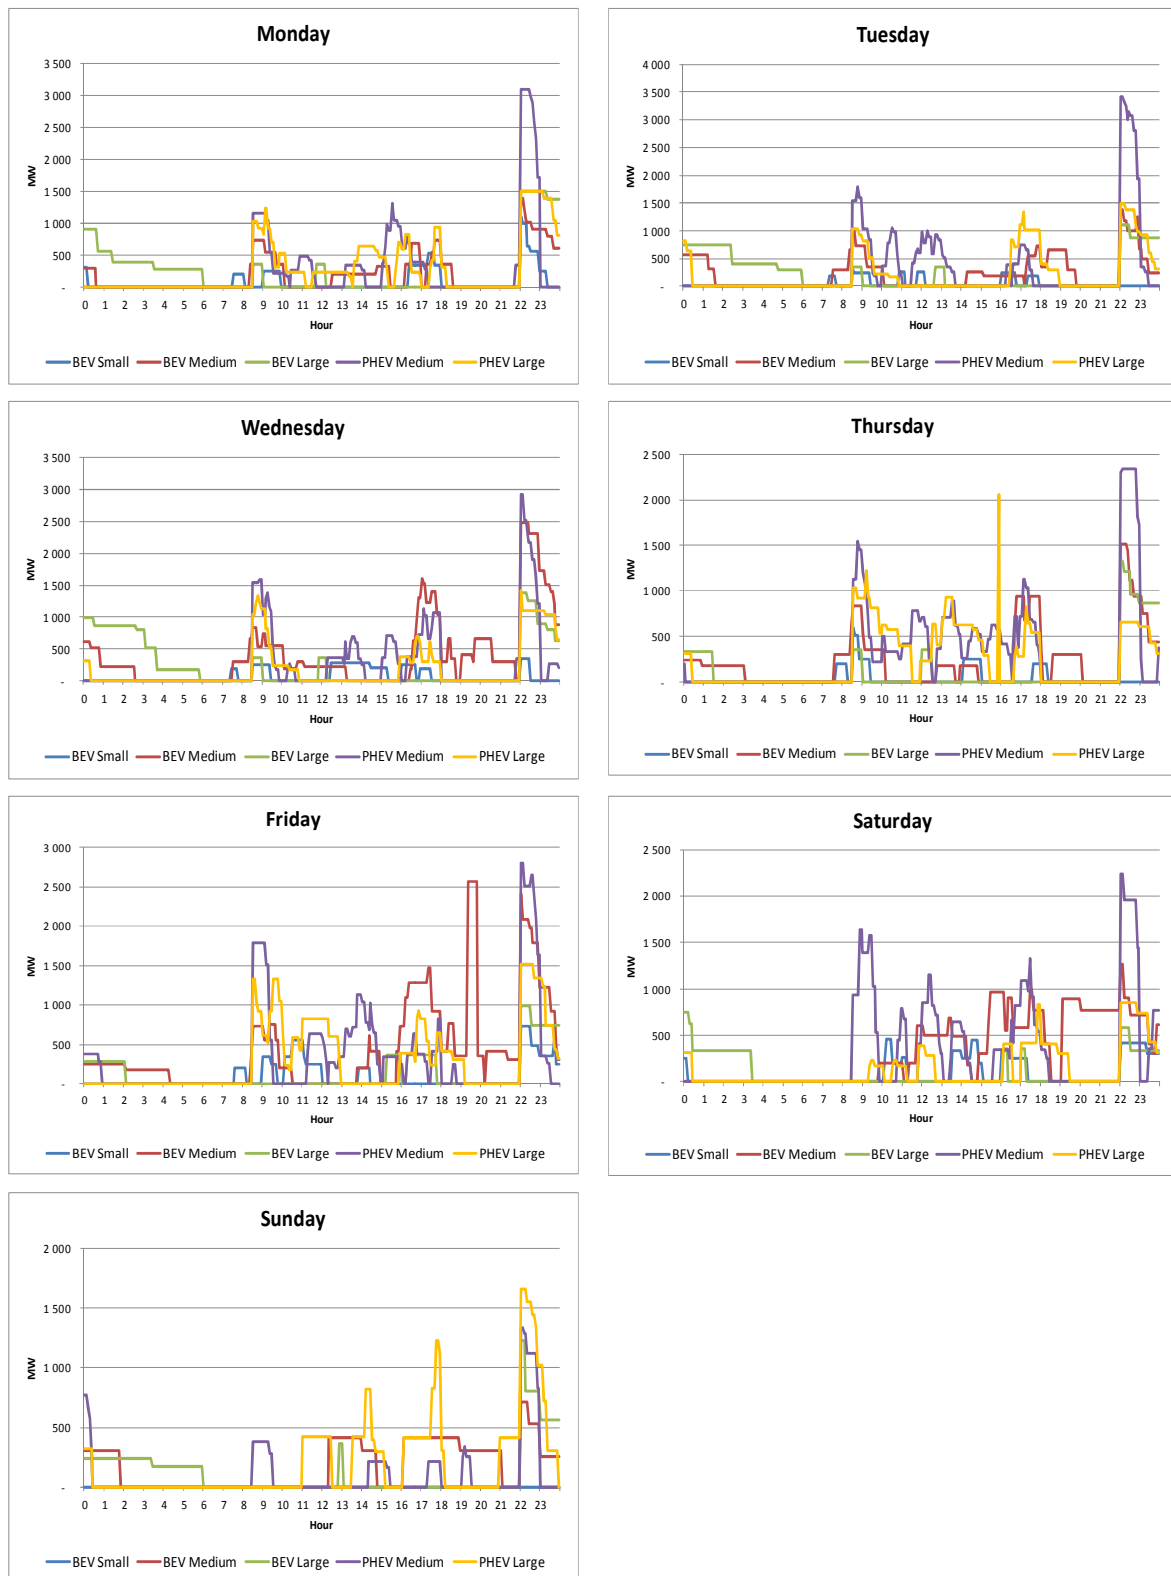 Monday
3 500
3 000
2 500
2 000
1 500
1 000
500
-
MW
0 1 2 3 4 5 6 7 8 9 10 11 12 13 14 15 16 17 18 19 20 21 22 23
Hour
BEV Small BEV Medium BEV Large PHEV Medium PHEV Large
Tuesday
4 000
3 500
3 000
2 500
2 000
1 500
1 000
500
-
MW
0 1 2 3 4 5 6 7 8 9 10 11 12 13 14 15 16 17 18 19 20 21 22 23
Hour
BEV Small BEV Medium BEV Large PHEV Medium PHEV Large
Wednesday
3 500
3 000
2 500
2 000
1 500
1 000
500
-
MW
0 1 2 3 4 5 6 7 8 9 10 11 12 13 14 15 16 17 18 19 20 21 22 23
Hour
BEV Small BEV Medium BEV Large PHEV Medium PHEV Large
Thursday
2 500
2 000
1 500
1 000
500
-
MW
0 1 2 3 4 5 6 7 8 9 10 11 12 13 14 15 16 17 18 19 20 21 22 23
Hour
BEV Small BEV Medium BEV Large PHEV Medium PHEV Large
Friday
3 000
2 500
2 000
1 500
1 000
500
-
MW
0 1 2 3 4 5 6 7 8 9 10 11 12 13 14 15 16 17 18 19 20 21 22 23
Hour
BEV Small BEV Medium BEV Large PHEV Medium PHEV Large
Saturday
2 500
2 000
1 500
1 000
500
-
MW
0 1 2 3 4 5 6 7 8 9 10 11 12 13 14 15 16 17 18 19 20 21 22 23
Hour
BEV Small BEV Medium BEV Large PHEV Medium PHEV Large
Sunday
2 000
1 500
1 000
500
-
MW
0 1 2 3 4 5 6 7 8 9 10 11 12 13 14 15 16 17 18 19 20 21 22 23
Hour
BEV Small BEV Medium BEV Large PHEV Medium PHEV Large